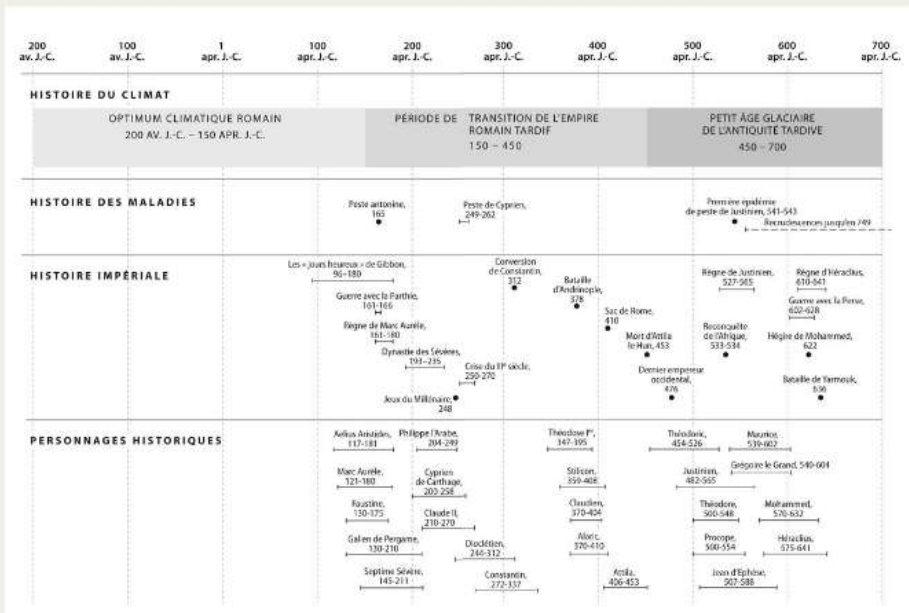 200 100 1 100 200 300 400 500 600 700
av. J.-C. av. J.-C. apr. J.-C. apr. J.-C. apr. J.-C. apr. J.-C. apr. J.-C. apr. J.-C. apr. J.-C. apr. J.-C.
HISTOIRE DU CLIMAT
OPTIMUM CLIMATIQUE ROMAIN
200 AV. J.-C. – 150 APR. J.-C.
PÉRIODE DE TRANSITION DE L'EMPIRE
ROMAIN TARDIF
150 – 450
PETIT ÂGE GLACIAIRE
DE L'ANTIQUITÉ TARDIVE
450 – 700
HISTOIRE DES MALADIES
Peste antonine,
165
Peste de Cyprien,
249-262
Première épidémie
de peste de Justinien, 541-543
Recrudescences jusqu'en 749
HISTOIRE IMPÉRIALE
Les « jours heureux » de Gibbon,
96–180
Guerre avec la Parthie,
161-166
Règne de Marc Aurèle,
161-180
Dynastie des Sévères,
193–235
Crise du IIIe siècle,
250-270
Jeux du Millénaire,
248
Conversion
de Constantin,
312
Bataille
d'Andrinople,
378
Sac de Rome,
410
Mort d'Attila
le Hun, 453
Dernier empereur
occidental,
476
Règne de Justinien,
527-565
Reconquête
de l'Afrique,
533-534
Règne d'Héraclius,
610-641
Guerre avec la Perse,
602-628
Hégire de Mohammed,
622
Bataille de Yarmouk,
636
PERSONNAGES HISTORIQUES
Aelius Aristides,
117-181
Marc Aurèle,
121-180
Faustine,
130-175
Galien de Pergame,
130-210
Septime Sévère,
145-211
Philippe l'Arabe,
204-249
Cyprien
de Carthage,
200-258
Claude II,
210-270
Dioclétien,
244-312
Constantin,
272-337
Théodose Ier,
347-395
Stilicon,
359-408
Claudien,
370-404
Alaric,
370-410
Attila,
406-453
Théodoric,
454-526
Justinien,
482-565
Théodore,
500-548
Procope,
500-554
Jean d'Ephèse,
507-588
Maurice,
539-602
Grégoire le Grand, 540-604
Mohammed,
570-632
Héraclius,
575-641